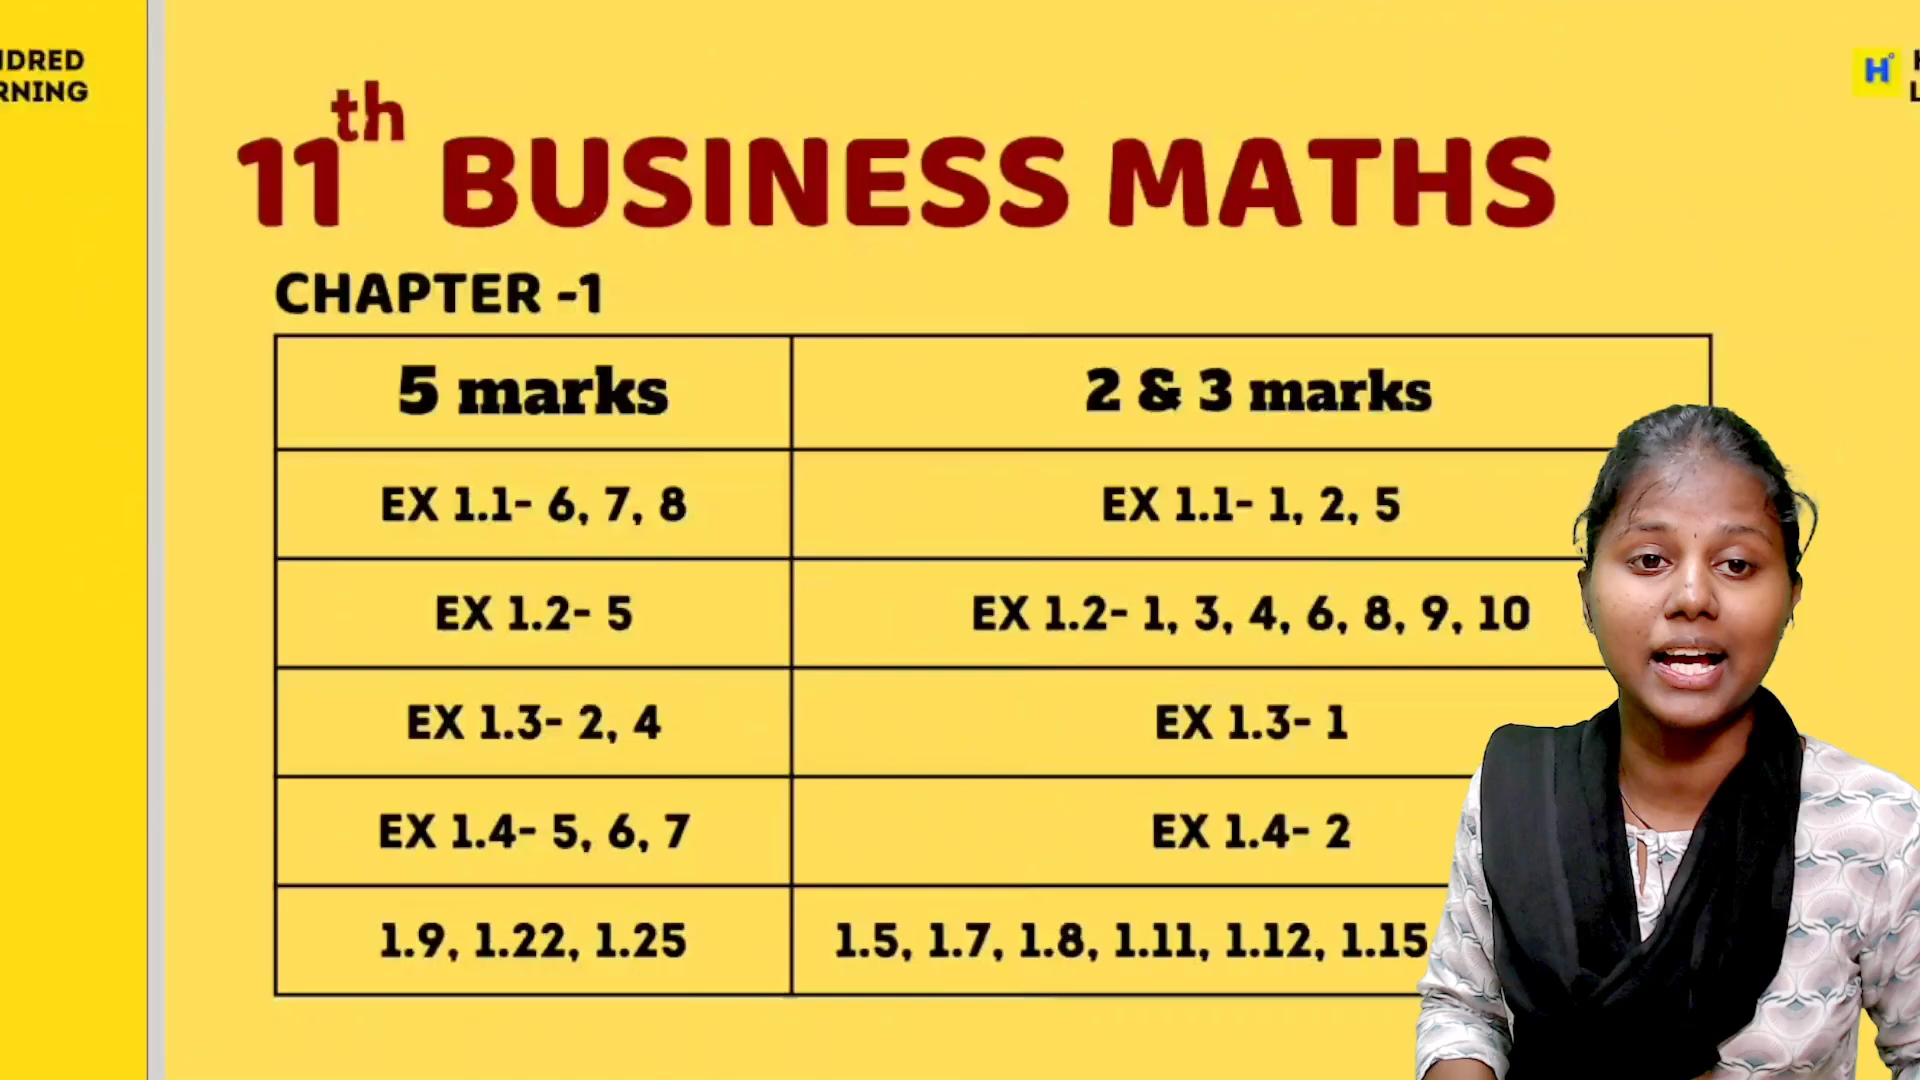 NDRED
RNING
H
11th BUSINESS MATHS
CHAPTER -1
5 marks
2 & 3 marks
EX 1.1- 6, 7, 8
EX 1.1- 1, 2, 5
EX 1.2- 5
EX 1.2- 1, 3, 4, 6, 8, 9, 10
EX 1.3- 2, 4
EX 1.3- 1
EX 1.4- 5, 6, 7
EX 1.4- 2
1.9, 1.22, 1.25
1.5, 1.7, 1.8, 1.11, 1.12, 1.15